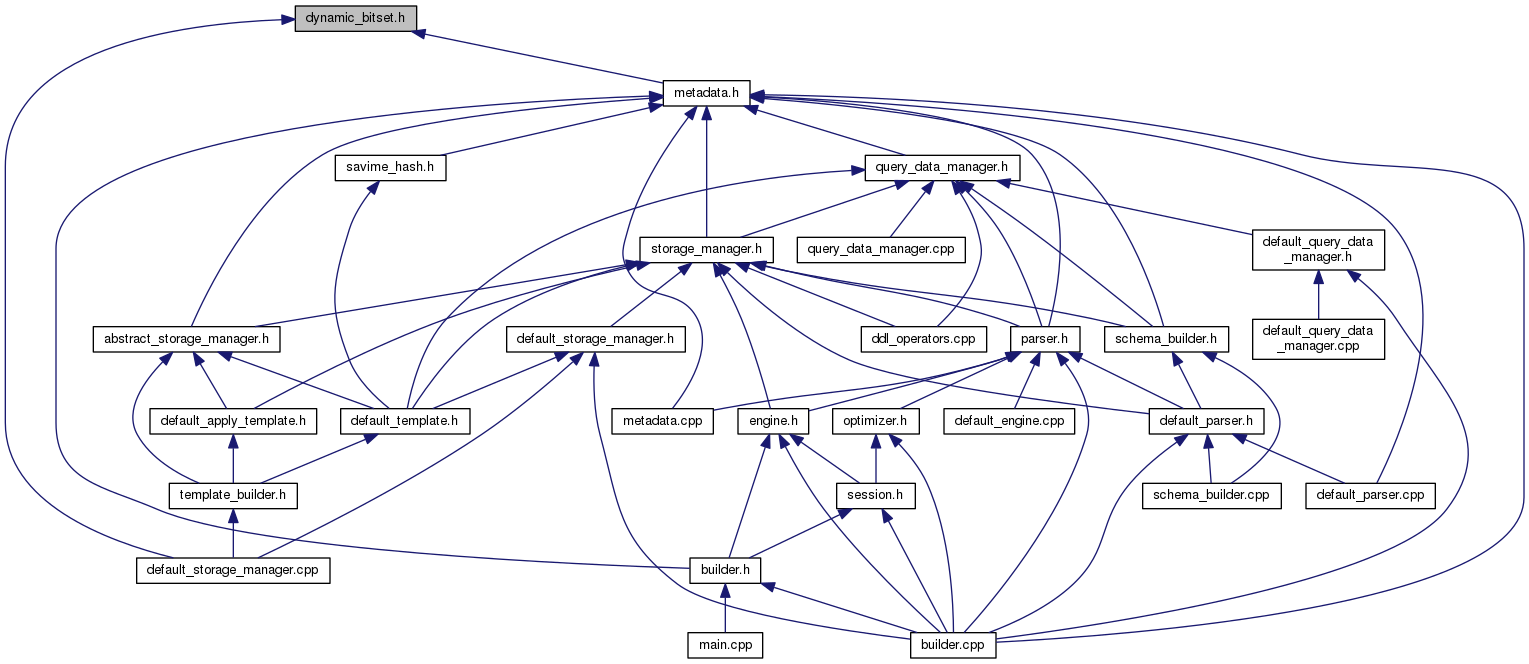 dynamic_bitset.h
metadata.h
savime_hash.h
query_data_manager.h
storage_manager.h
query_data_manager.cpp
default_query_data
_manager.h
abstract_storage_manager.h
default_storage_manager.h
ddl_operators.cpp
parser.h
schema_builder.h
default_query_data
_manager.cpp
default_apply_template.h
default_template.h
metadata.cpp
engine.h
optimizer.h
default_engine.cpp
default_parser.h
template_builder.h
session.h
schema_builder.cpp
default_parser.cpp
default_storage_manager.cpp
builder.h
main.cpp
builder.cpp